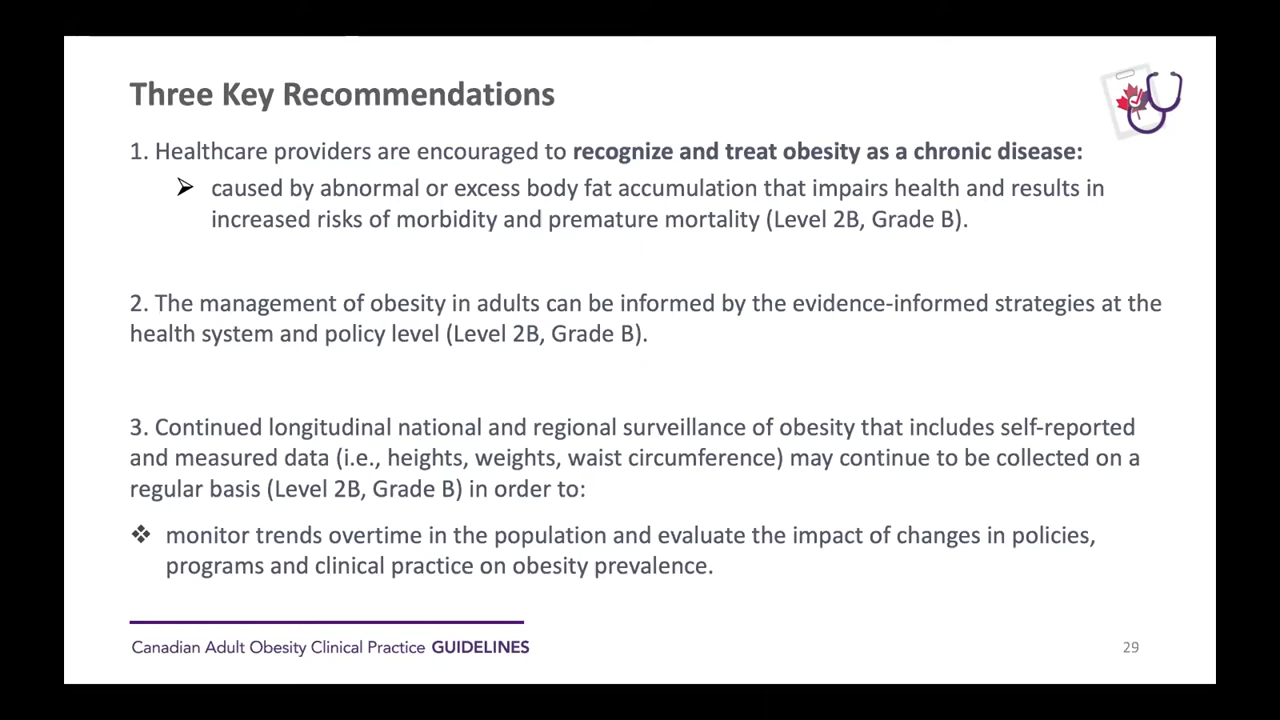 Three Key Recommendations
1. Healthcare providers are encouraged to recognize and treat obesity as a chronic disease:
➢ caused by abnormal or excess body fat accumulation that impairs health and results in
increased risks of morbidity and premature mortality (Level 2B, Grade B).
2. The management of obesity in adults can be informed by the evidence-informed strategies at the
health system and policy level (Level 2B, Grade B).
3. Continued longitudinal national and regional surveillance of obesity that includes self-reported
and measured data (i.e., heights, weights, waist circumference) may continue to be collected on a
regular basis (Level 2B, Grade B) in order to:
❖ monitor trends overtime in the population and evaluate the impact of changes in policies,
programs and clinical practice on obesity prevalence.
Canadian Adult Obesity Clinical Practice GUIDELINES
29